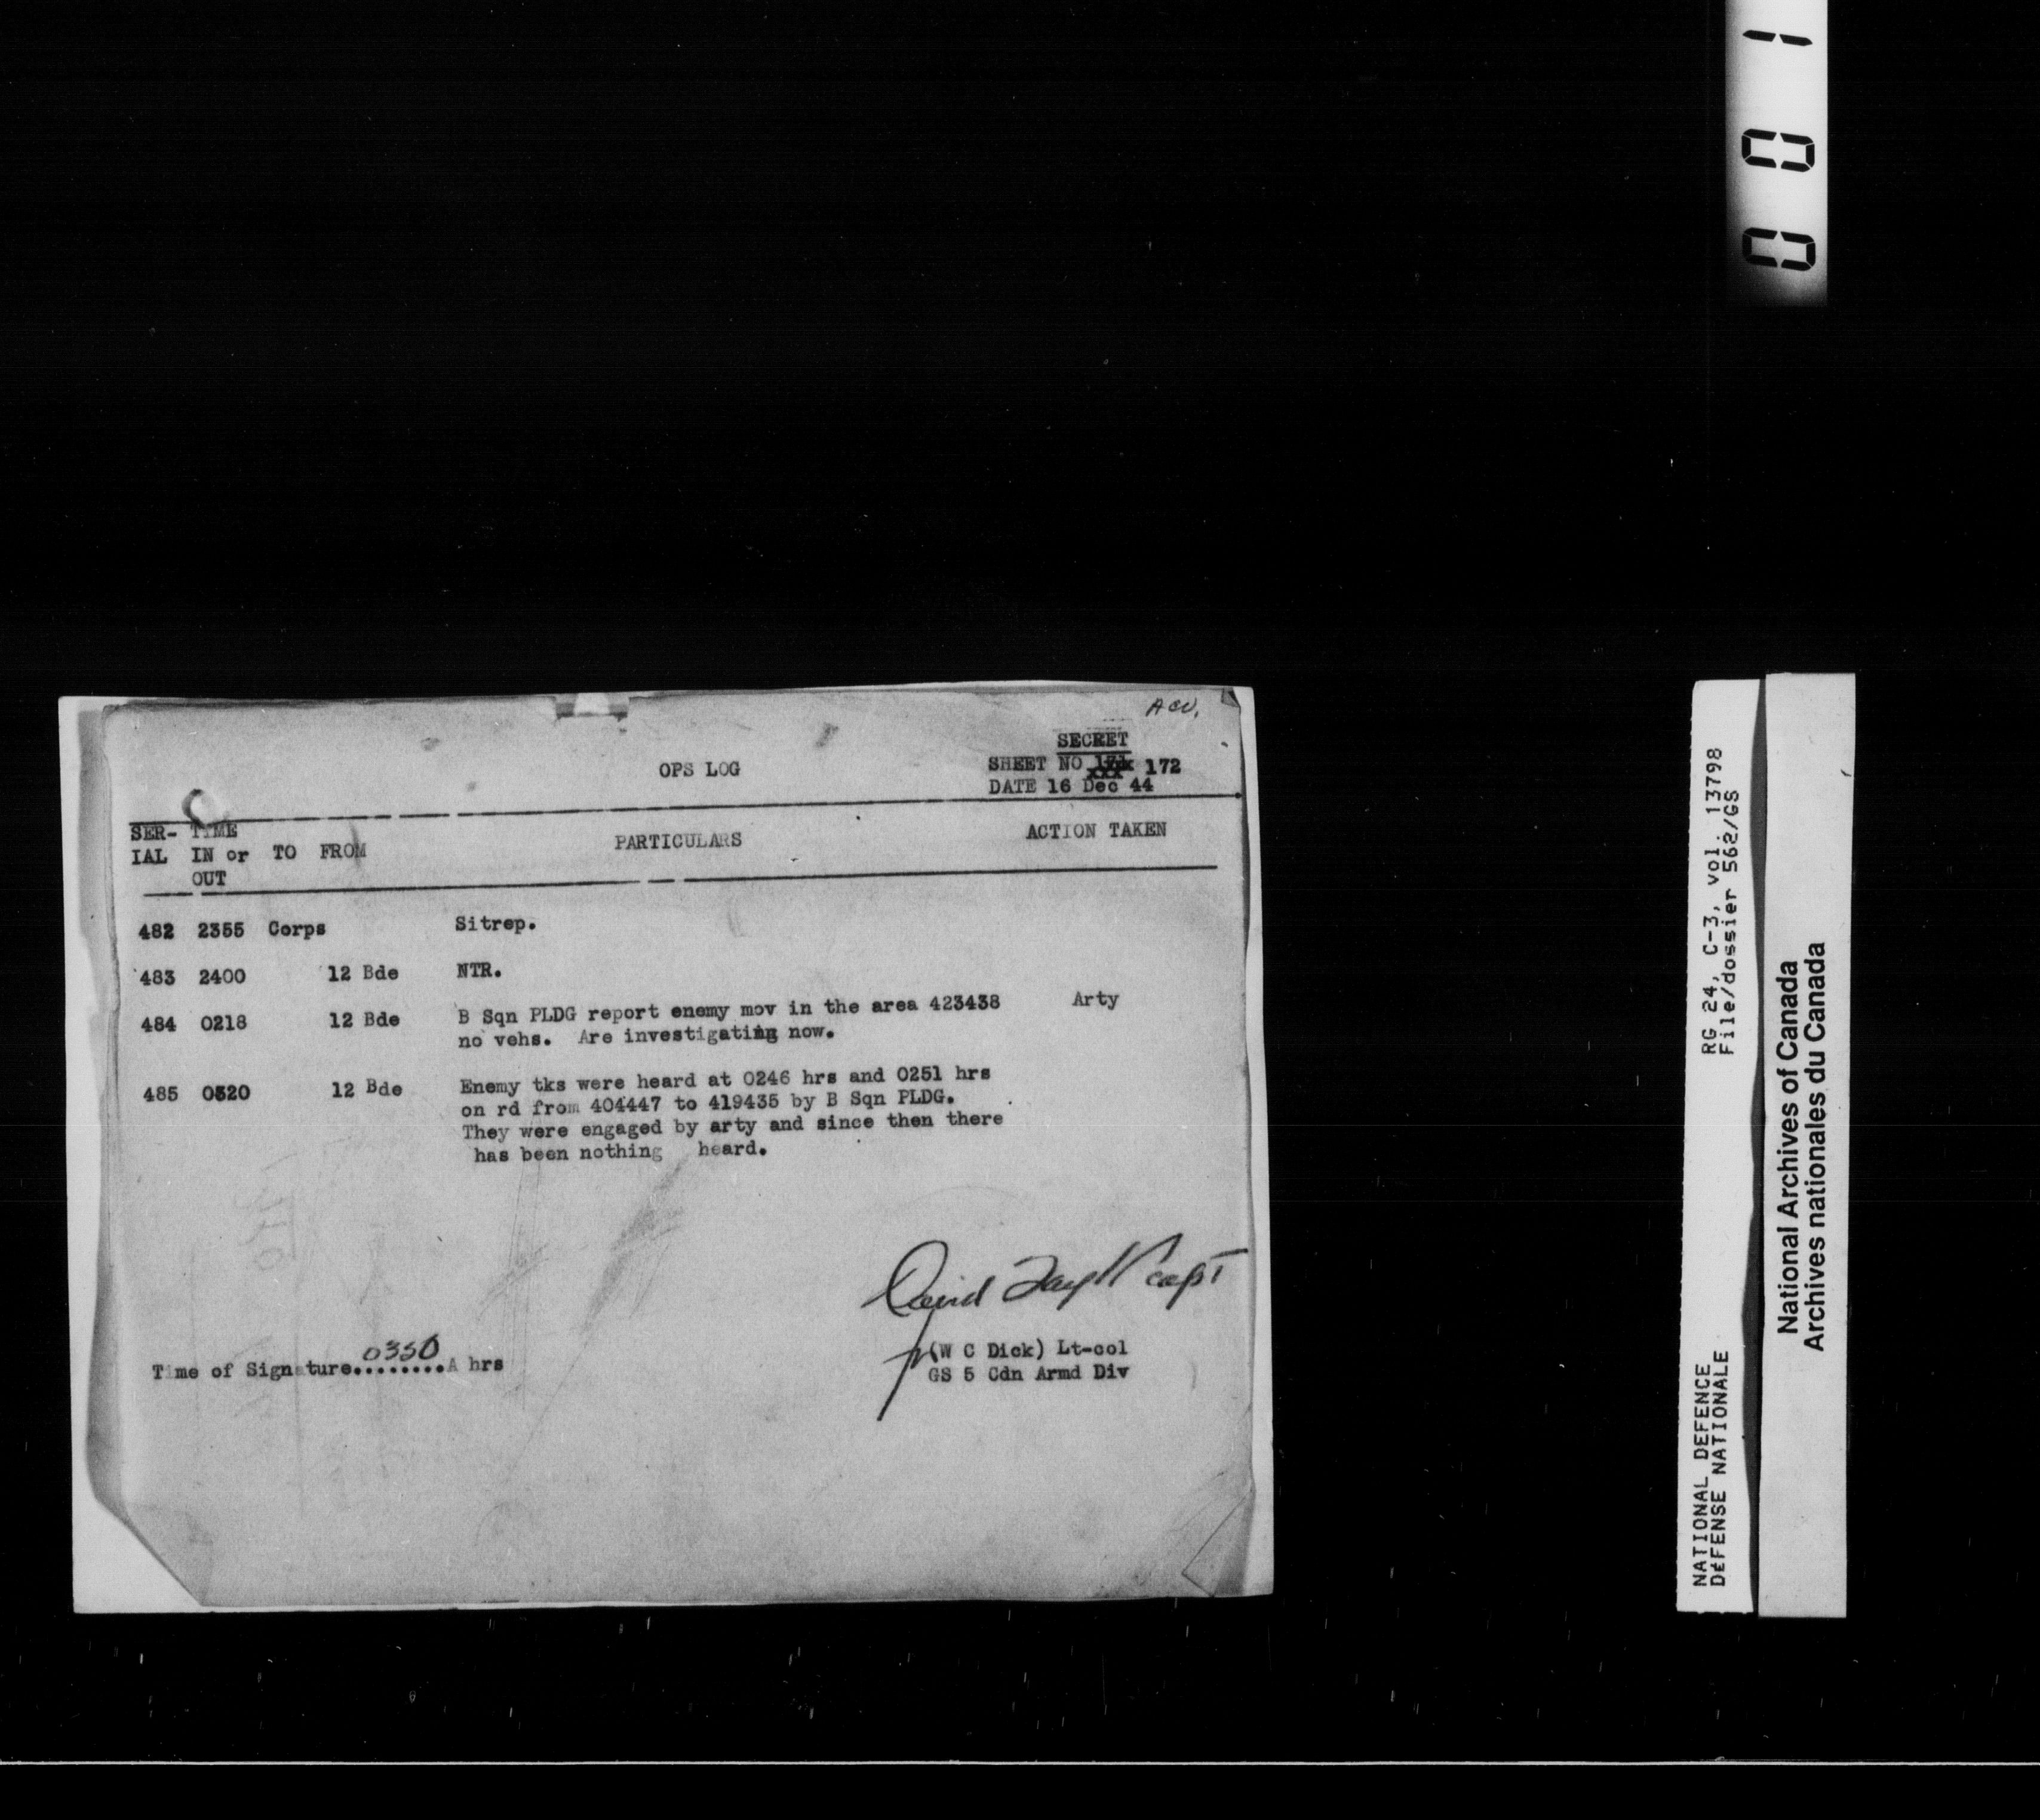 001
ACV.
SECRET
OPS LOG
SHEET NO 172
DATE 16 Dec 44
SER- TIME
IAL IN or TO FROM PARTICULARS ACTION TAKEN
OUT
482 2355 Corps Sitrep.
483 2400 12 Bde NTR.
484 0218 12 Bde B Sqn PLDG report enemy mov in the area 423438 Arty
no vehs. Are investigating now.
485 0320 12 Bde Enemy tks were heard at 0246 hrs and 0251 hrs
on rd from 404447 to 419435 by B Sqn PLDG.
They were engaged by arty and since then there
has been nothing heard.
David capt
(W C Dick) Lt-col
GS 5 Cdn Armd Div
Time of Signature........A hrs
RG 24, C-3, vol. 13798
File/dossier 562/GS
NATIONAL DEFENCE
DéFENSE NATIONALE
National Archives of Canada
Archives nationales du Canada